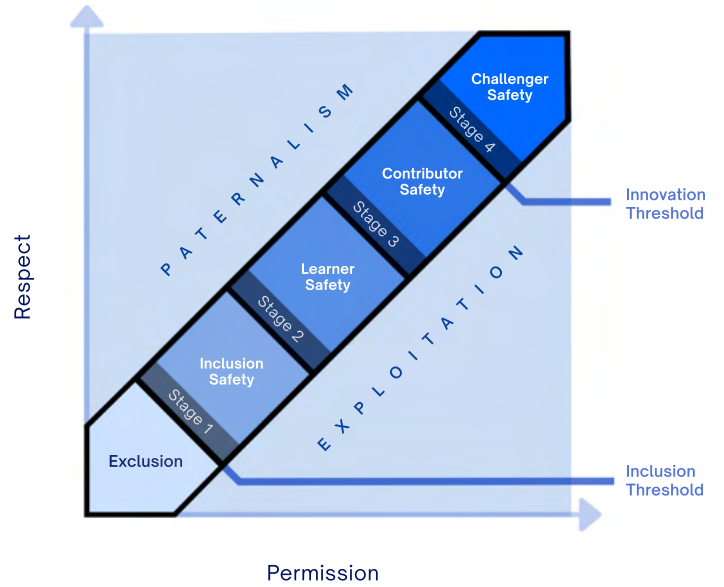 Challenger
Safety
Stage 4
PATERNALISM
Contributor
Safety
Stage 3
Innovation
Threshold
Respect
Learner
Safety
Stage 2
EXPLOITATION
Inclusion
Safety
Stage 1
Exclusion
Inclusion
Threshold
Permission